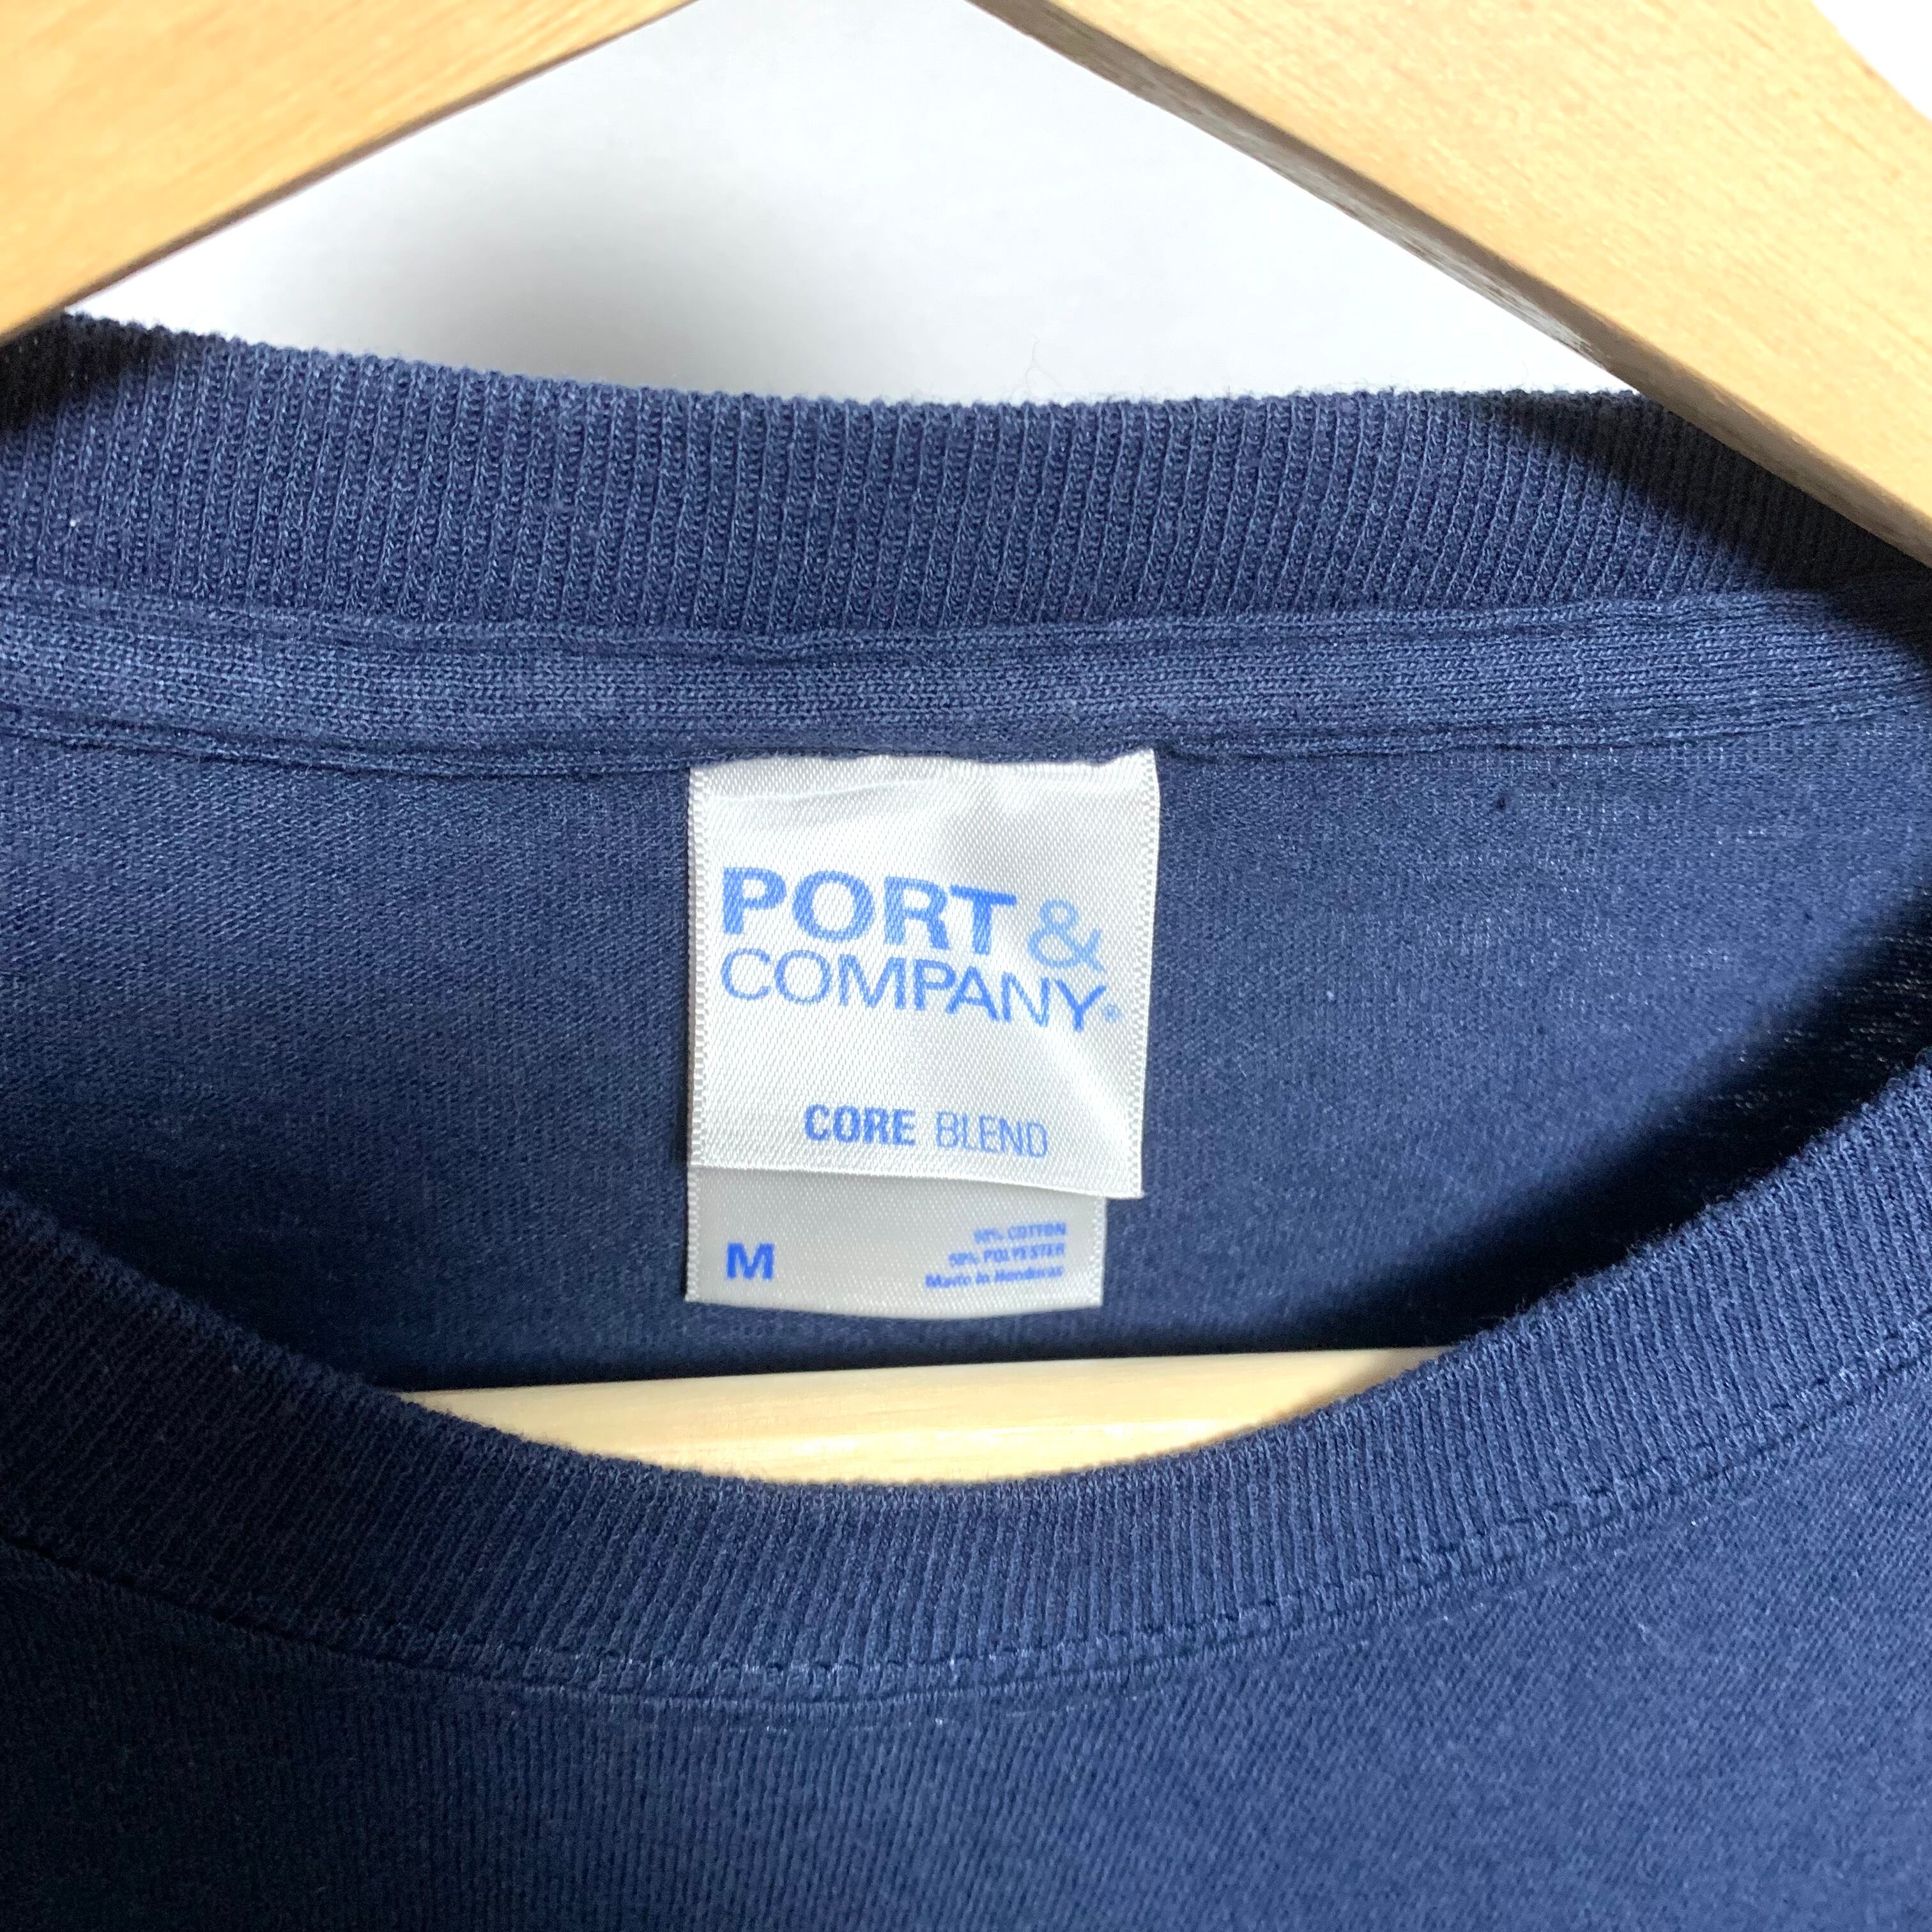 PORT &
COMPANY®
CORE BLEND
M
50% COTTON
50% POLYESTER
Made in Honduras